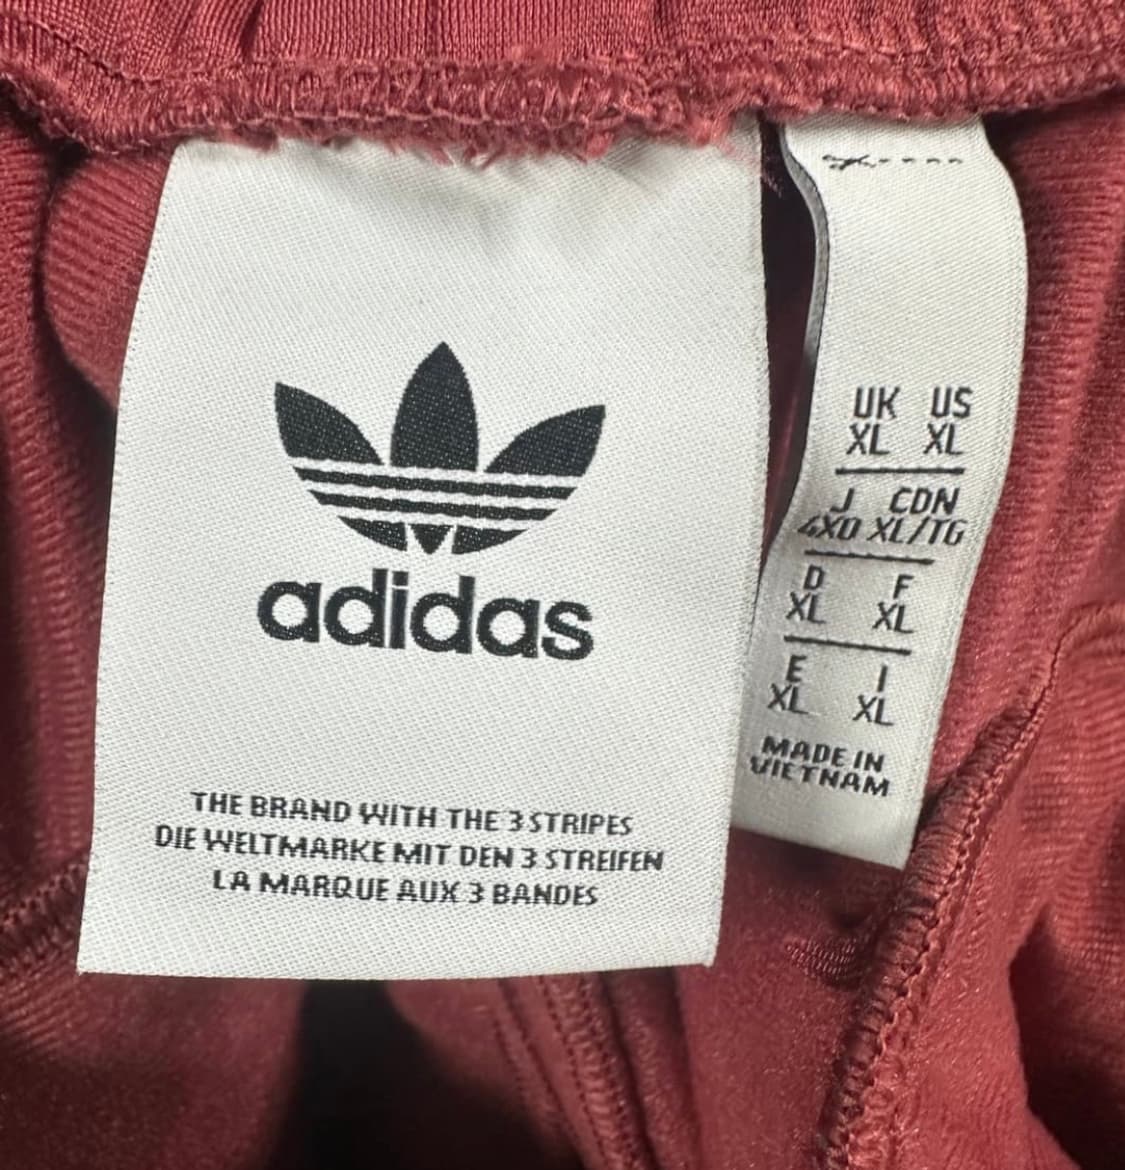 adidas
THE BRAND WITH THE 3 STRIPES
DIE WELTMARKE MIT DEN 3 STREIFEN
LA MARQUE AUX 3 BANDES
UK US
XL XL
J CDN
4XO XL/TG
D F
XL XL
E I
XL XL
MADE IN
VIETNAM